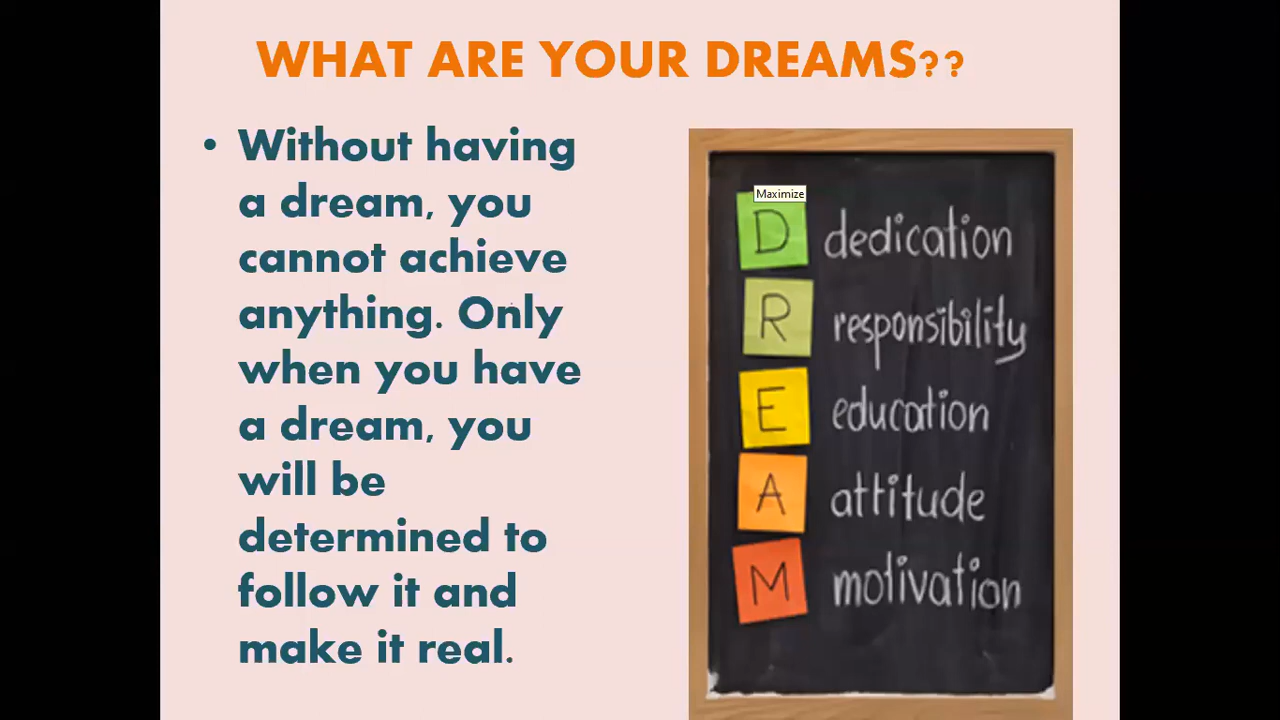 WHAT ARE YOUR DREAMS??
• Without having
a dream, you
cannot achieve
anything. Only
when you have
a dream, you
will be
determined to
follow it and
make it real.
Maximize
D dedication
R responsibility
E education
A attitude
M motivation